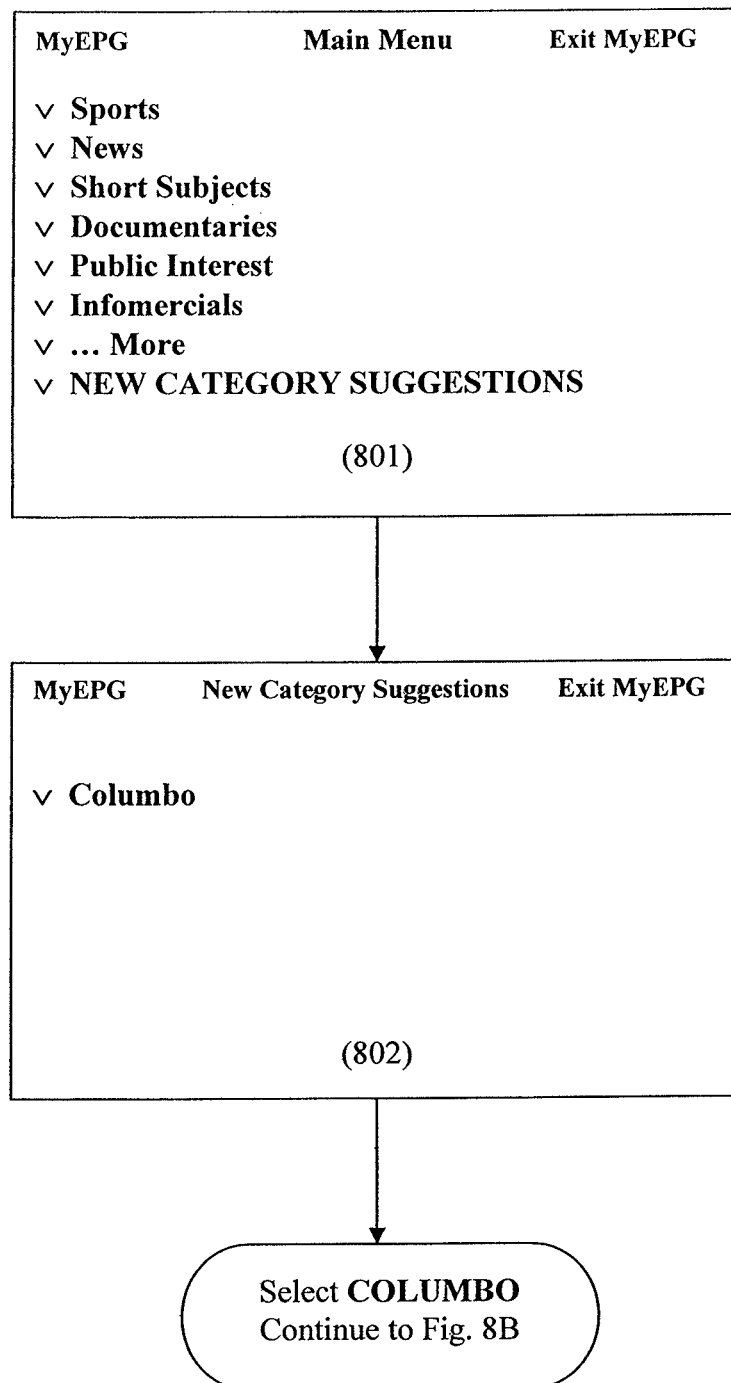 MyEPG Main Menu Exit MyEPG
v Sports
v News
v Short Subjects
v Documentaries
v Public Interest
v Infomercials
v ... More
v NEW CATEGORY SUGGESTIONS
(801)
MyEPG New Category Suggestions Exit MyEPG
v Columbo
(802)
Select COLUMBO
Continue to Fig. 8B